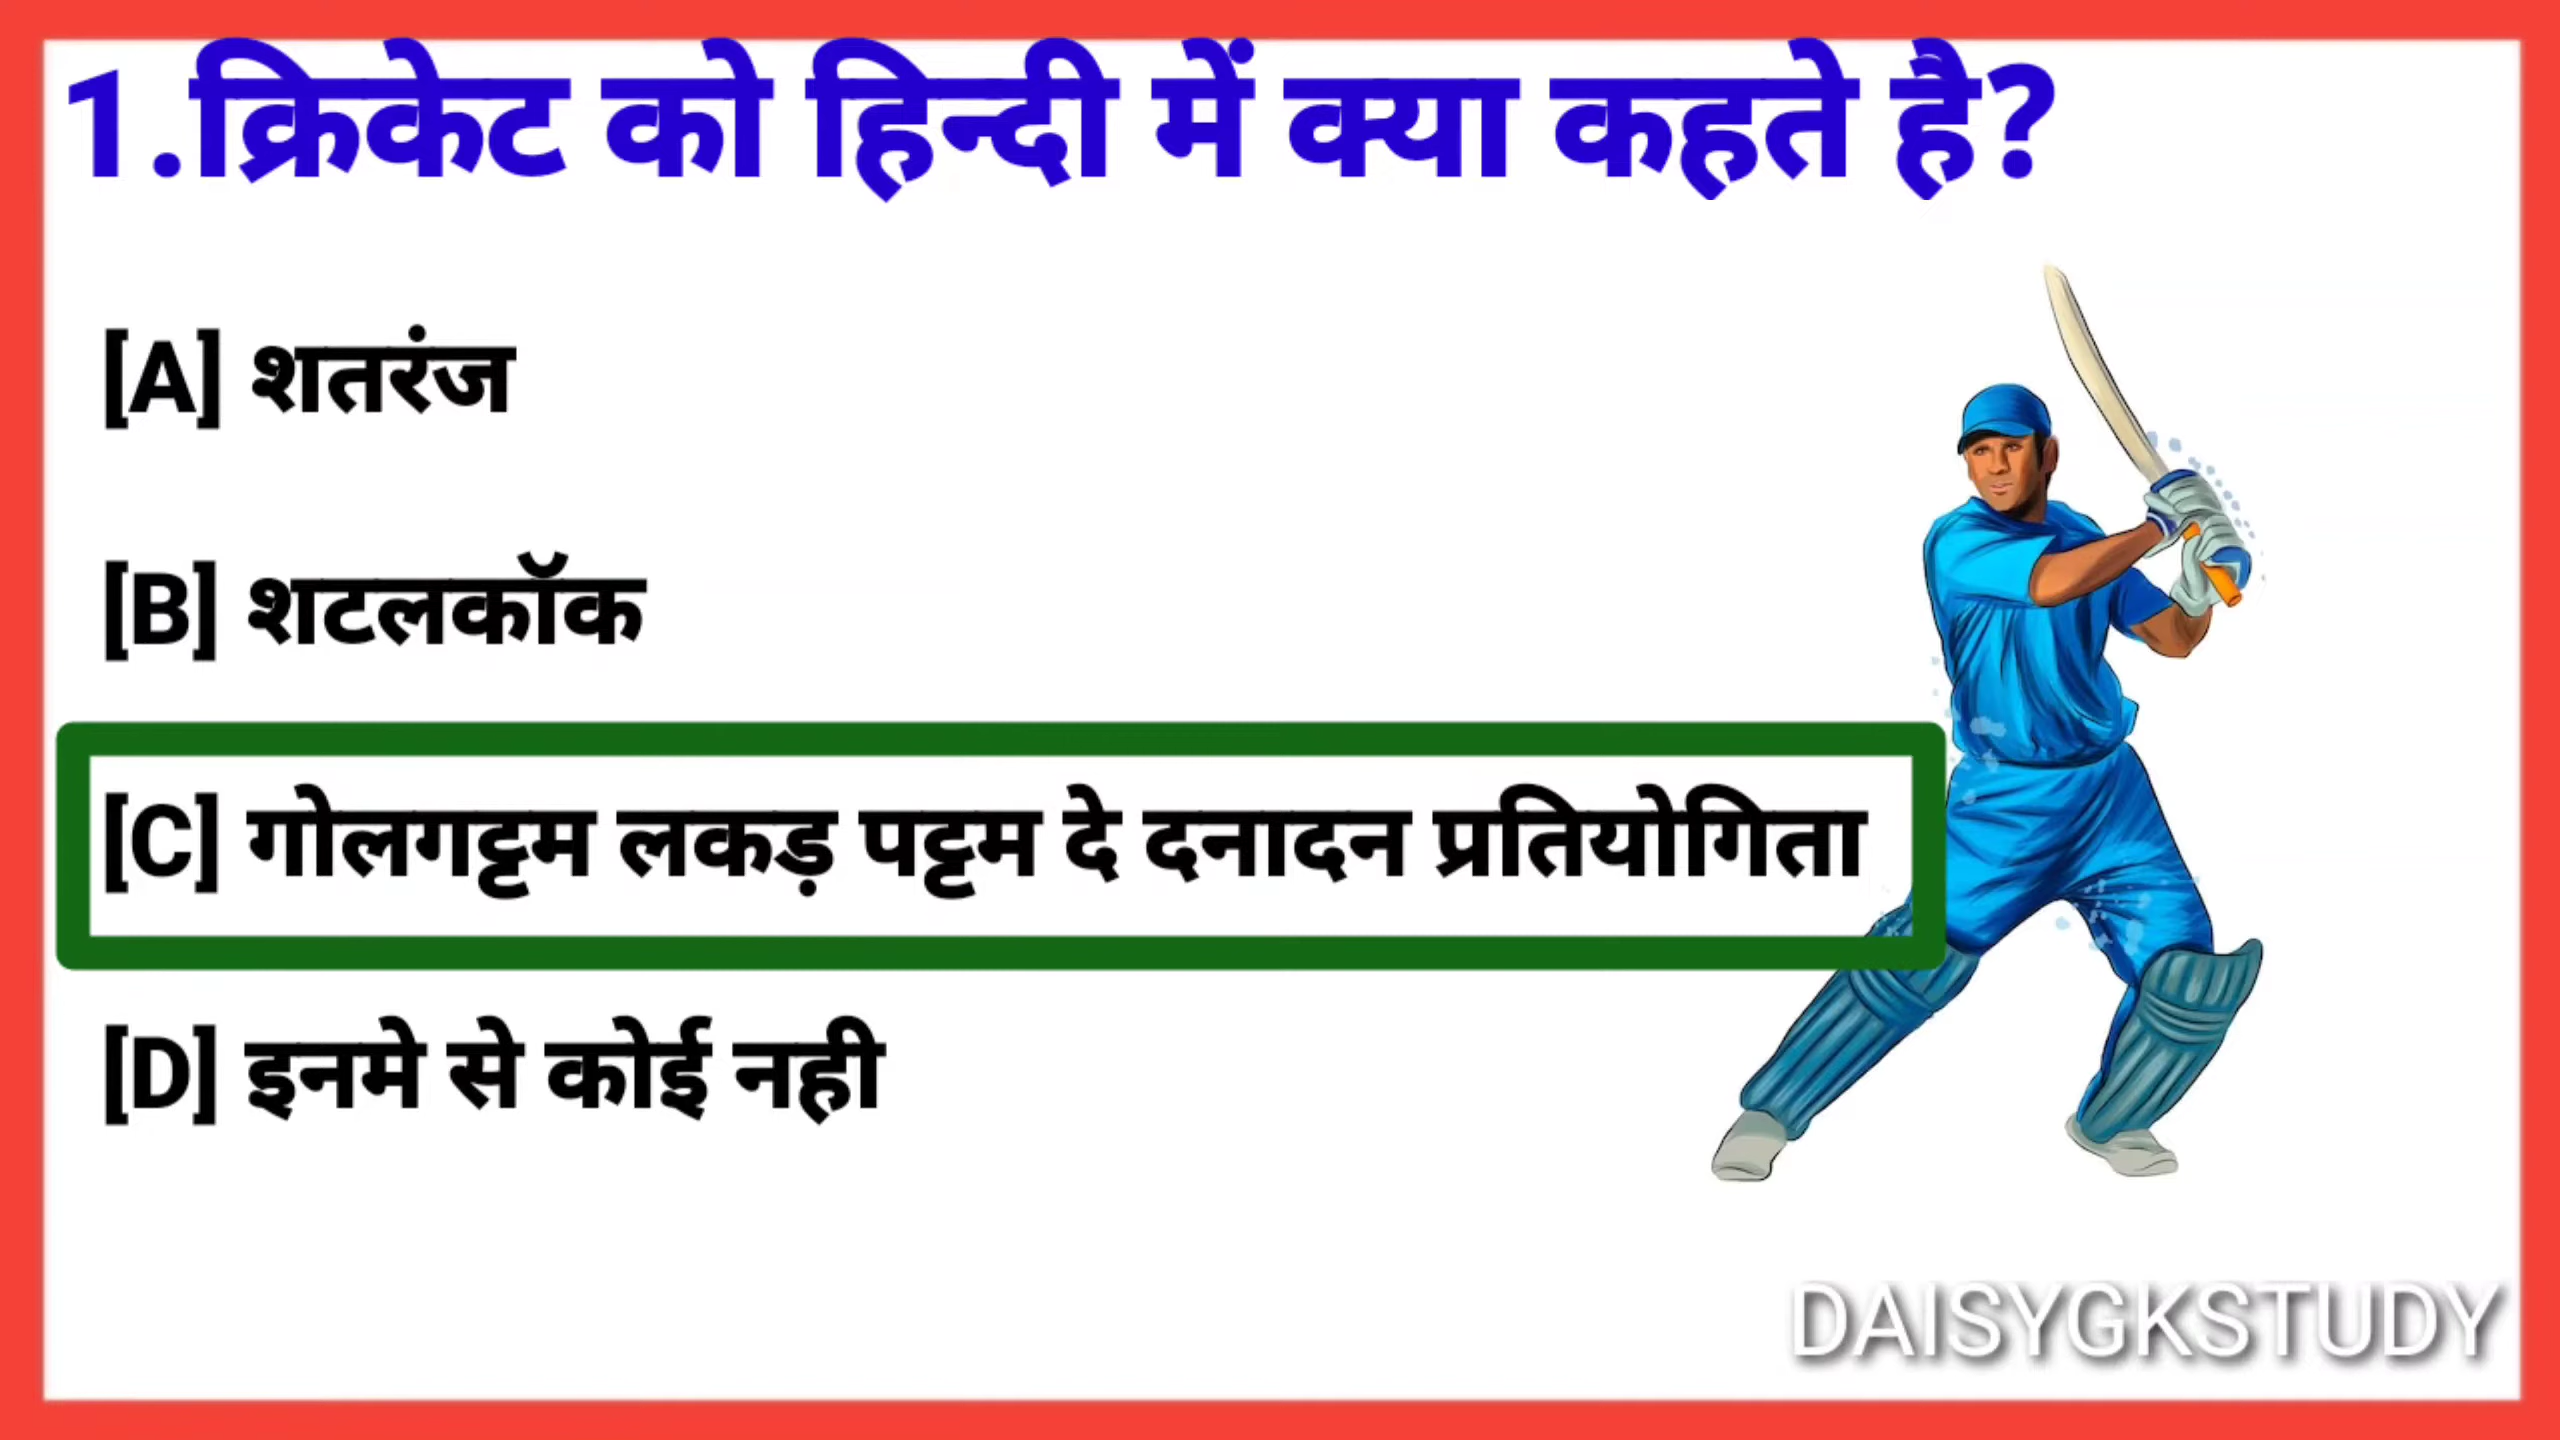 1.क्रिकेट को हिन्दी में क्या कहते है?
[A] शतरंज
[B] शटलकॉक
[C] गोलगट्टम लकड़ पट्टम दे दनादन प्रतियोगिता
[D] इनमे से कोई नही
DAISYGKSTUDY